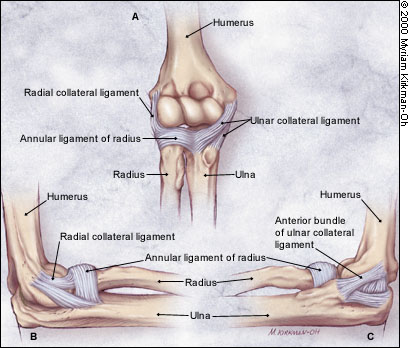 A
Humerus
© 2000 Myriam Kirkman-Oh
Radial collateral ligament
Ulnar collateral ligament
Annular ligament of radius
Radius
Ulna
Humerus
Humerus
Radial collateral ligament
Anterior bundle
of ulnar collateral
ligament
Annular ligament of radius
Radius
Ulna
B
M. KIRKMAN-OH
C